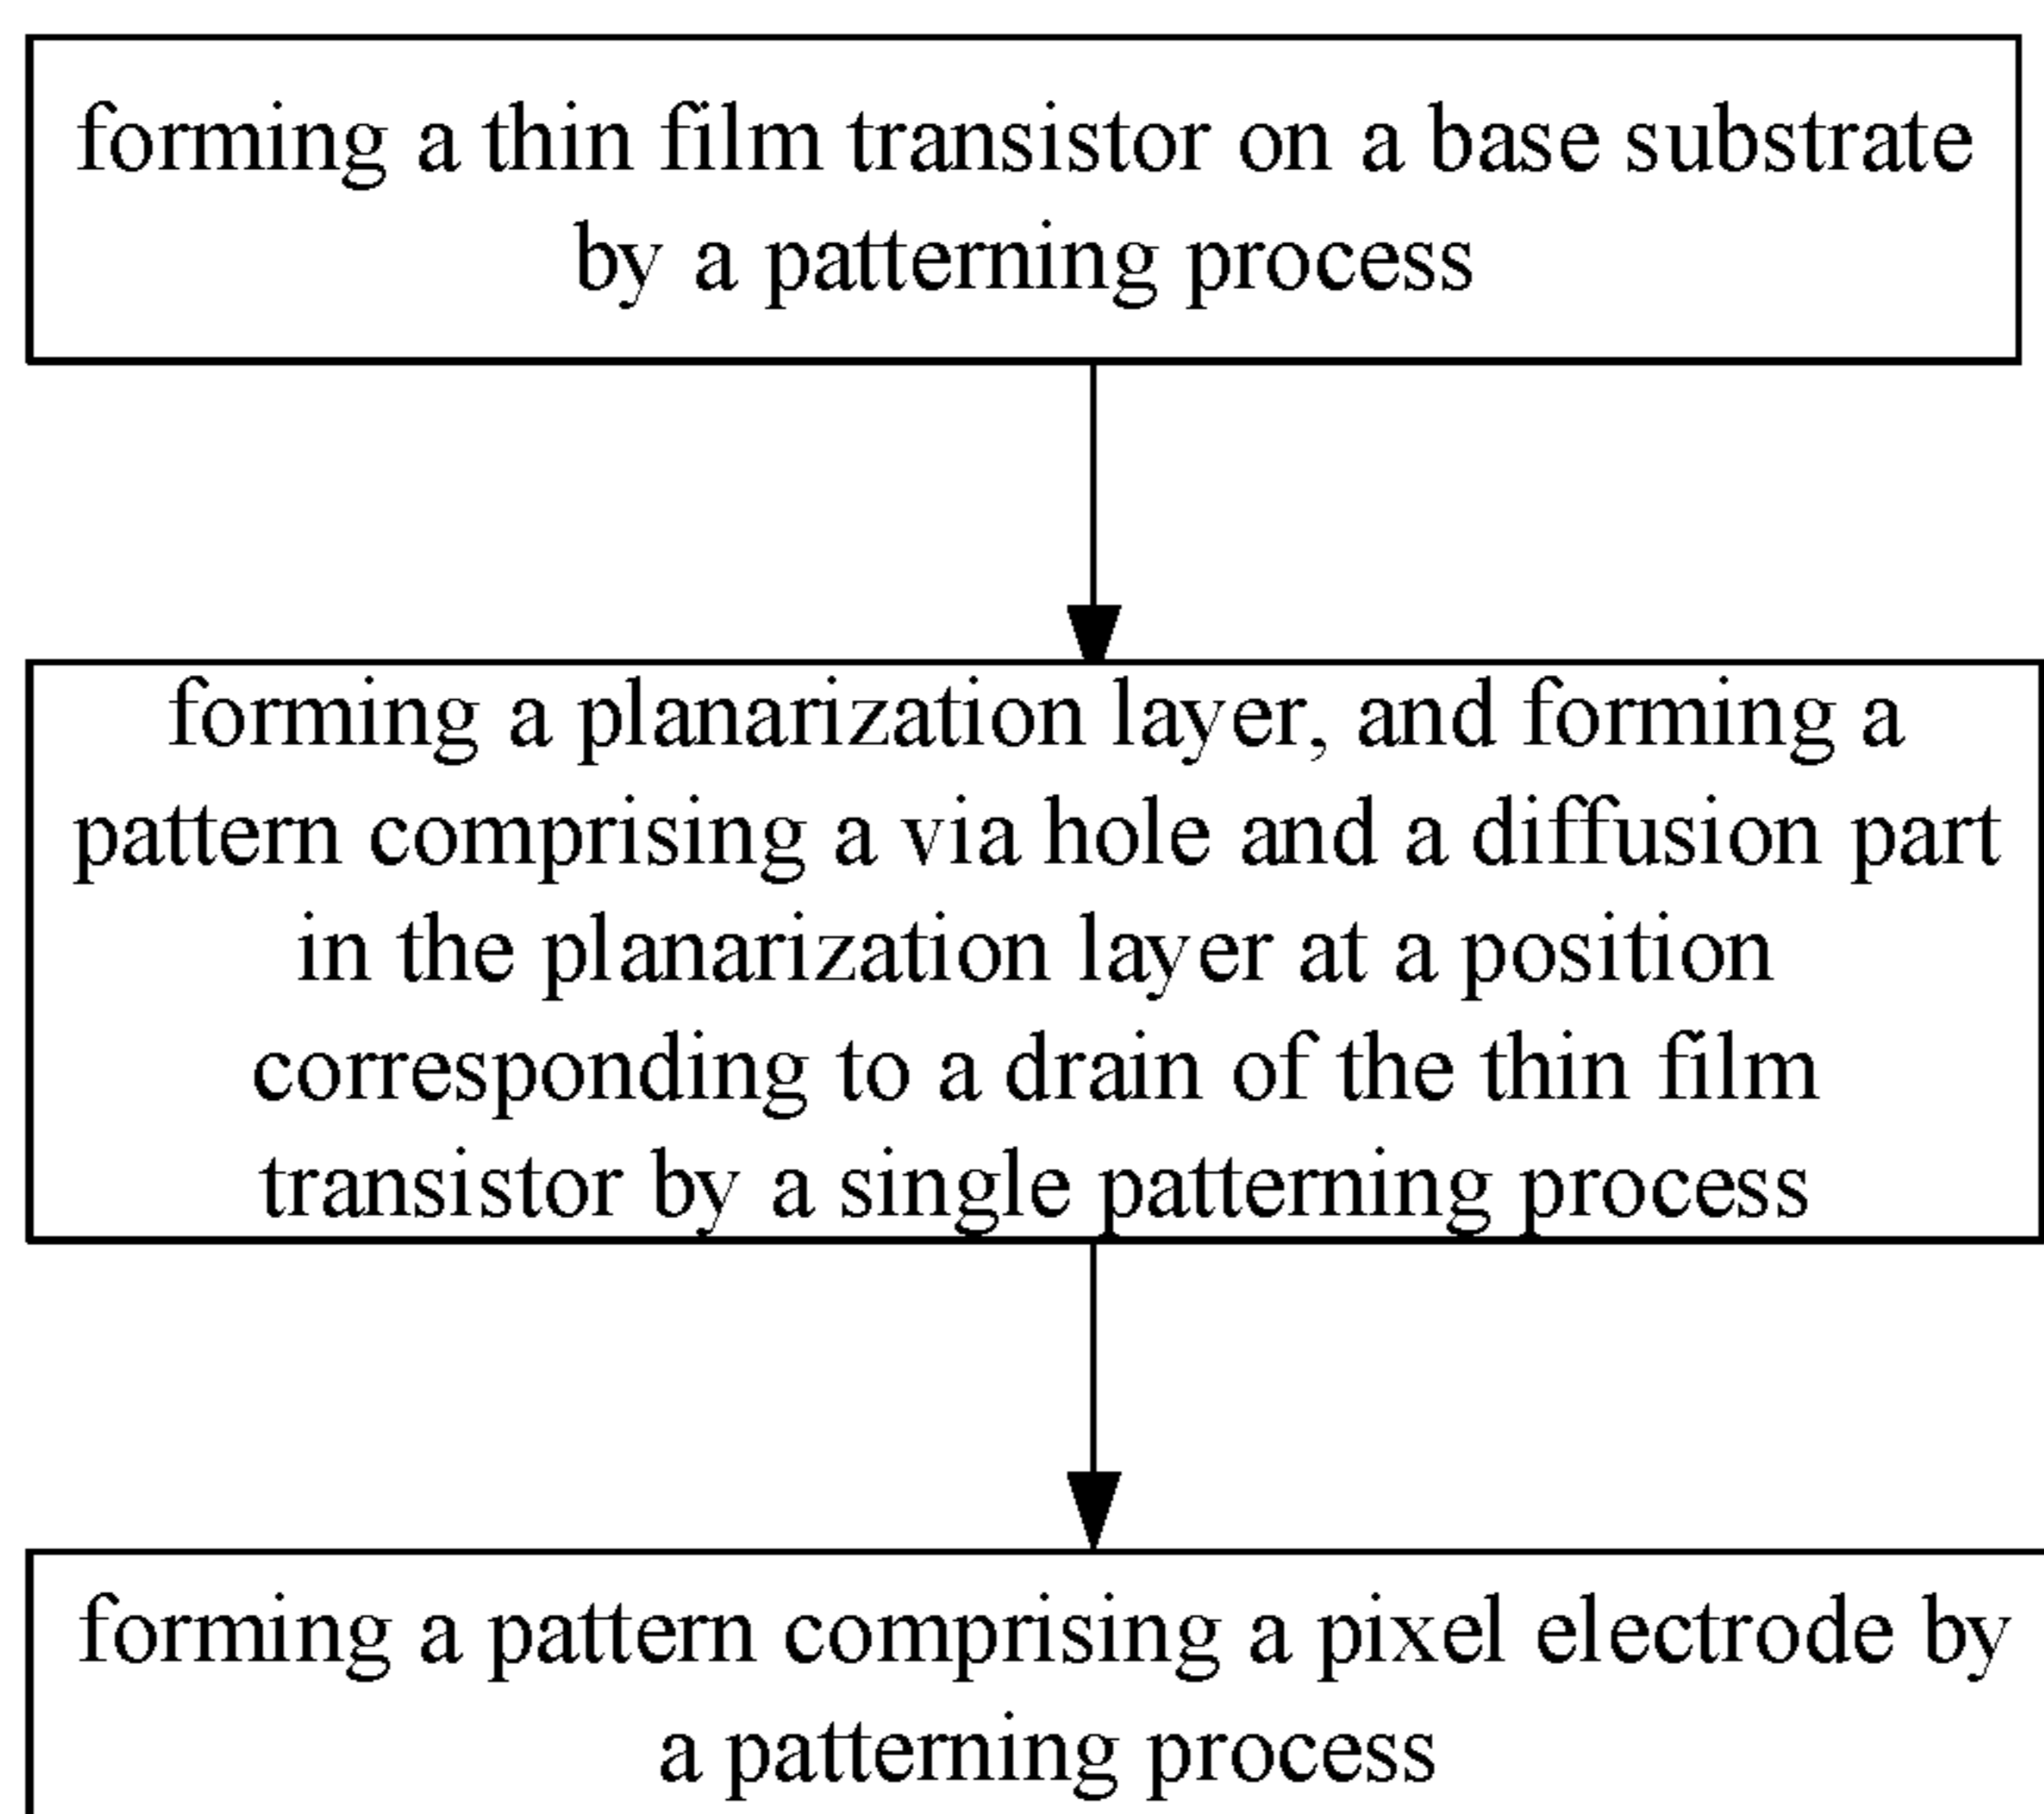 forming a thin film transistor on a base substrate
by a patterning process
forming a planarization layer, and forming a
pattern comprising a via hole and a diffusion part
in the planarization layer at a position
corresponding to a drain of the thin film
transistor by a single patterning process
forming a pattern comprising a pixel electrode by
a patterning process